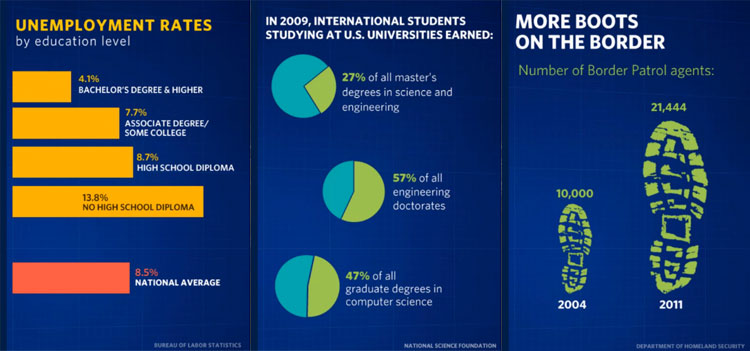 UNEMPLOYMENT RATES
by education level
4.1%
BACHELOR'S DEGREE & HIGHER
7.7%
ASSOCIATE DEGREE/
SOME COLLEGE
8.7%
HIGH SCHOOL DIPLOMA
13.8%
NO HIGH SCHOOL DIPLOMA
8.5%
NATIONAL AVERAGE
BUREAU OF LABOR STATISTICS
IN 2009, INTERNATIONAL STUDENTS
STUDYING AT U.S. UNIVERSITIES EARNED:
27% of all master's
degrees in science and
engineering
57% of all
engineering
doctorates
47% of all
graduate degrees in
computer science
NATIONAL SCIENCE FOUNDATION
MORE BOOTS
ON THE BORDER
Number of Border Patrol agents:
21,444
10,000
2004
2011
DEPARTMENT OF HOMELAND SECURITY